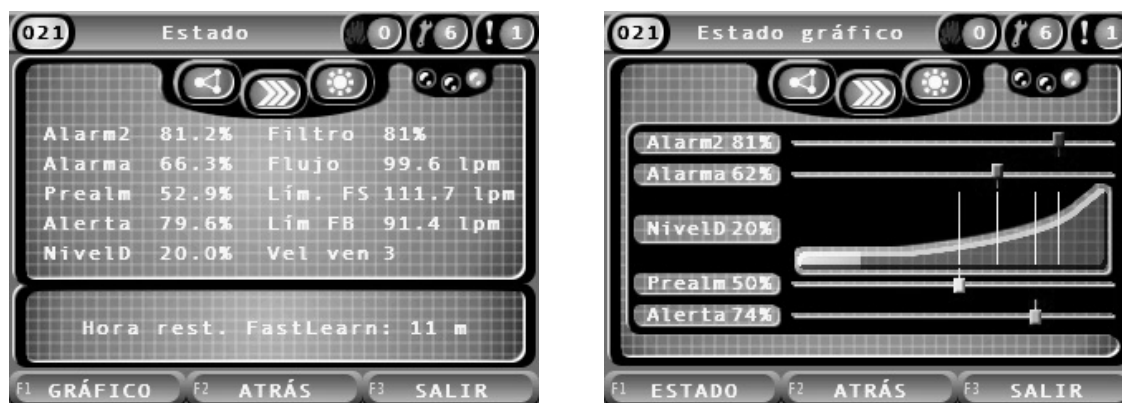 021 Estado 0 6 ! 1
Alarm2 81.2% Filtro 81%
Alarma 66.3% Flujo 99.6 lpm
Prealm 52.9% Lím. FS 111.7 lpm
Alerta 79.6% Lím FB 91.4 lpm
NivelD 20.0% Vel ven 3
Hora rest. FastLearn: 11 m
F1 GRÁFICO F2 ATRÁS F3 SALIR
021 Estado gráfico 0 6 ! 1
Alarm2 81%
Alarma 62%
NivelD 20%
Prealm 50%
Alerta 74%
F1 ESTADO F2 ATRÁS F3 SALIR